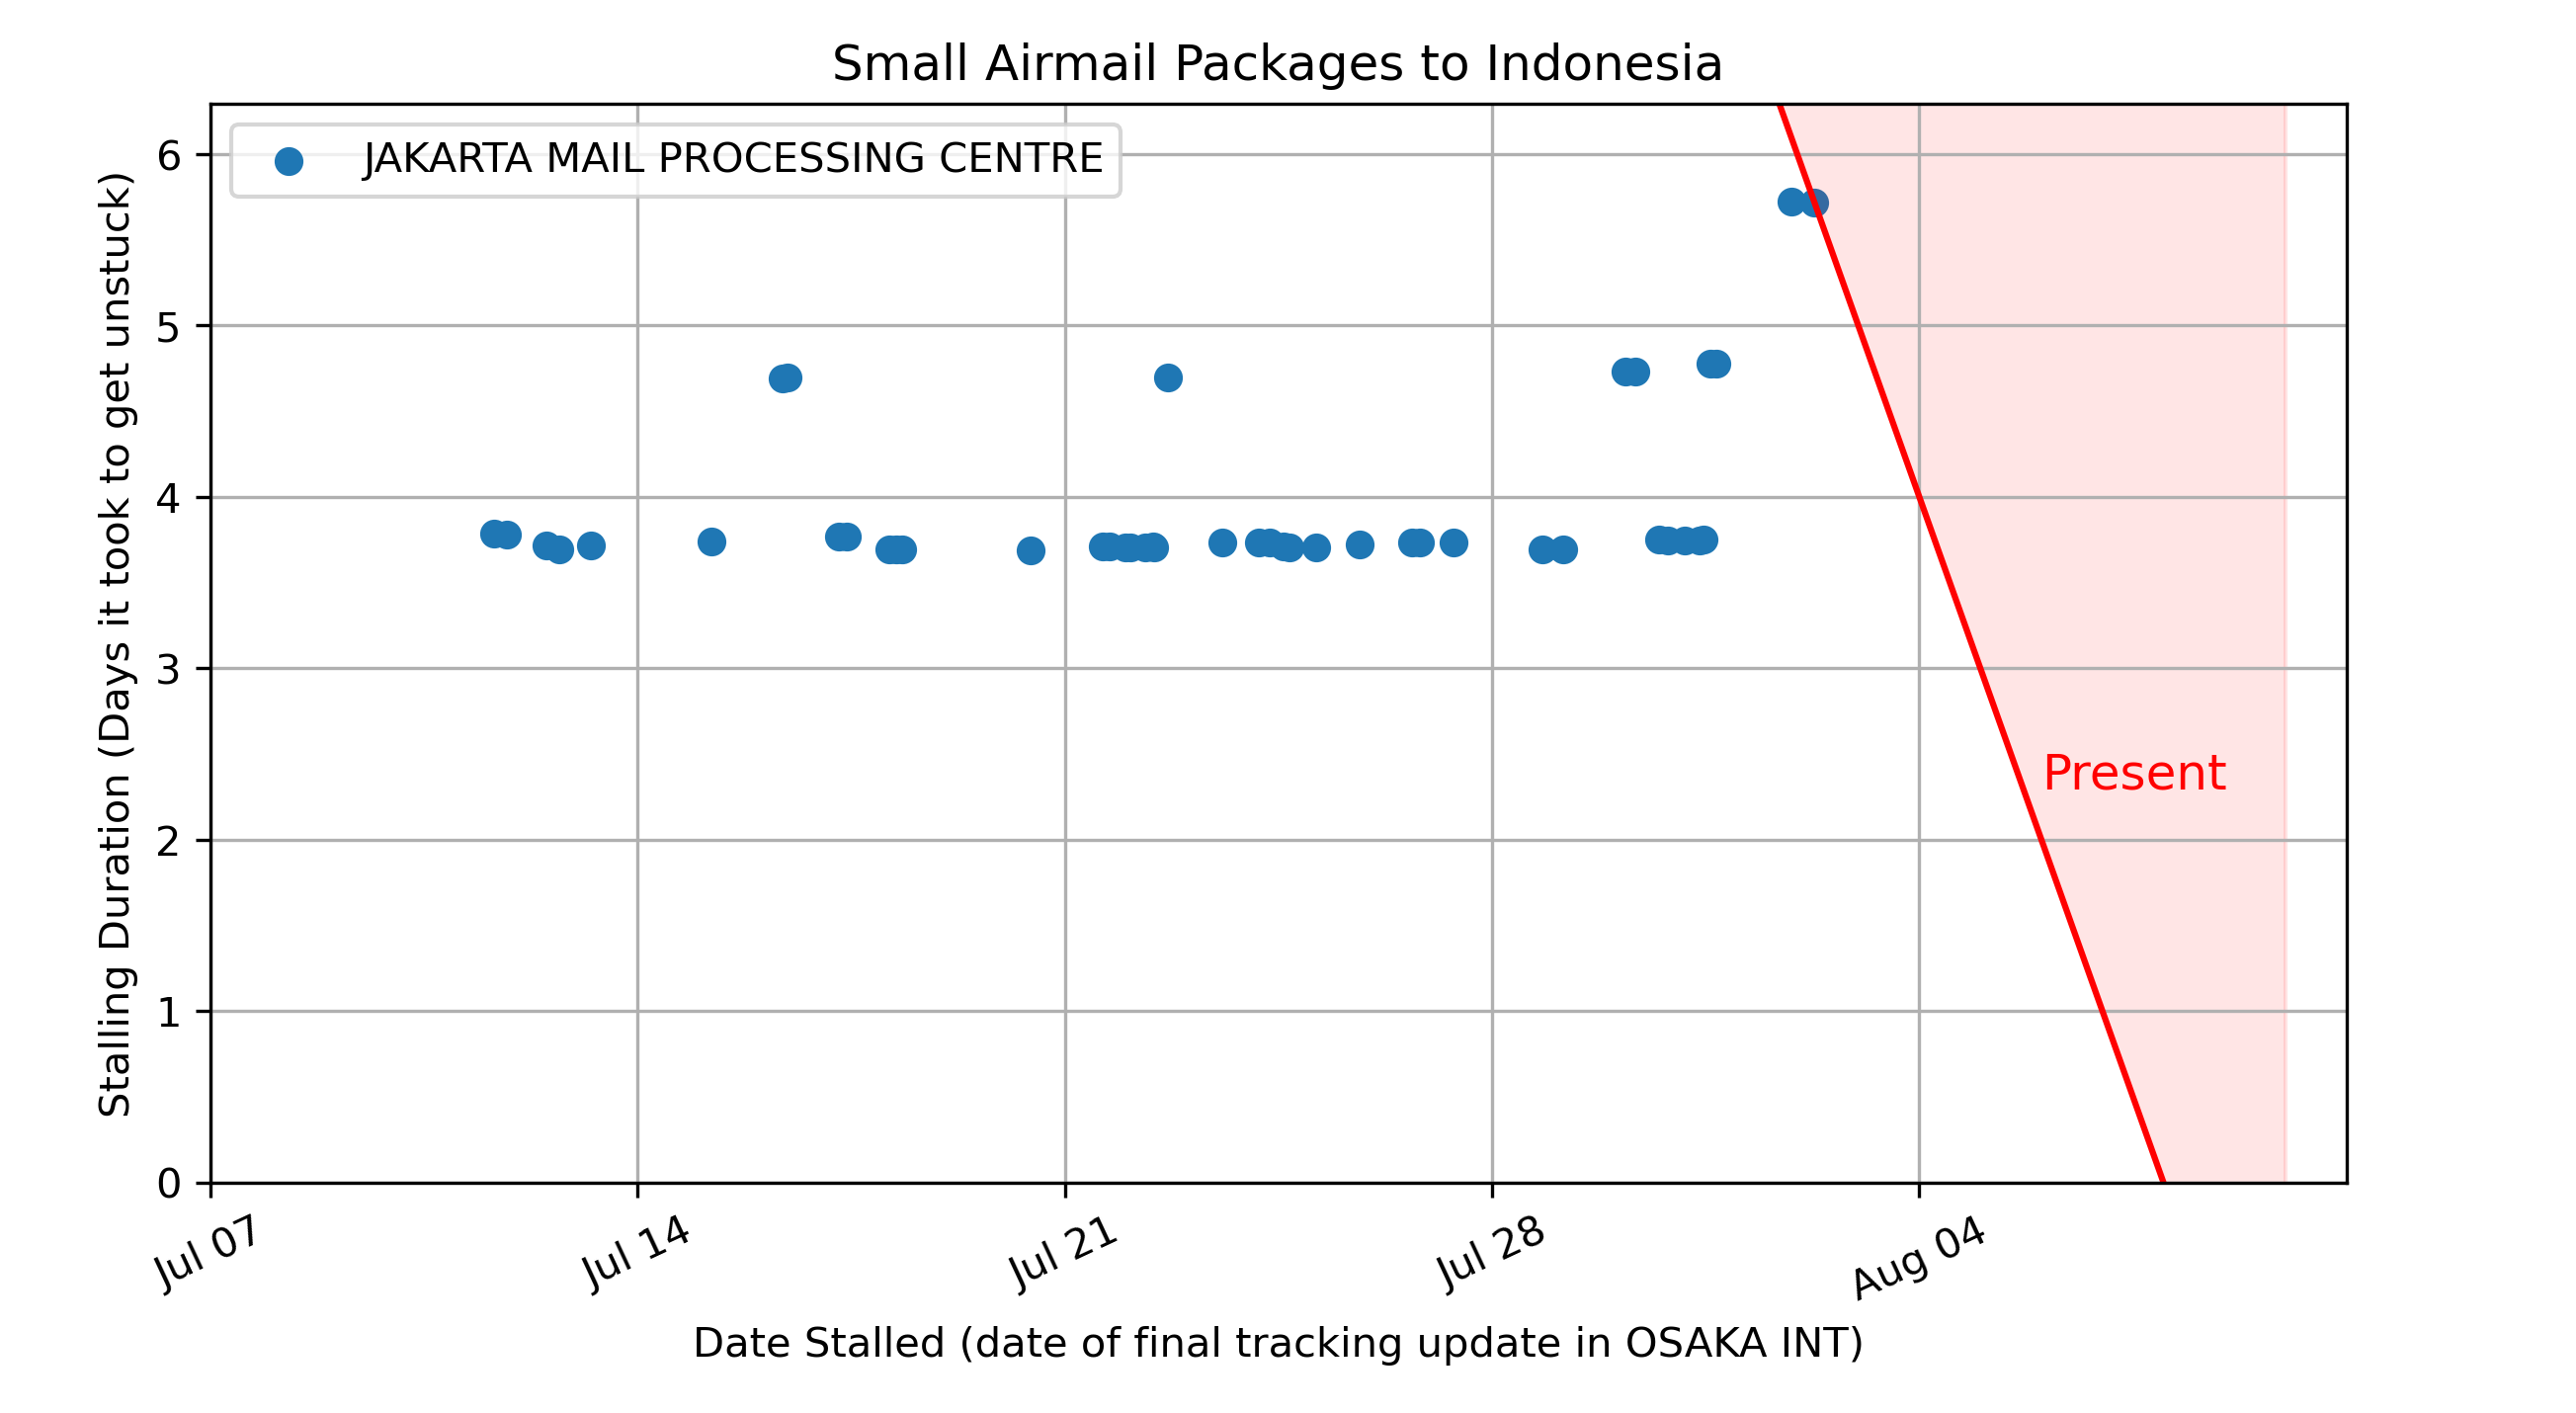 Small Airmail Packages to Indonesia
JAKARTA MAIL PROCESSING CENTRE
Stalling Duration (Days it took to get unstuck)
6
5
4
3
2
1
0
Present
Jul 07
Jul 14
Jul 21
Jul 28
Aug 04
Date Stalled (date of final tracking update in OSAKA INT)